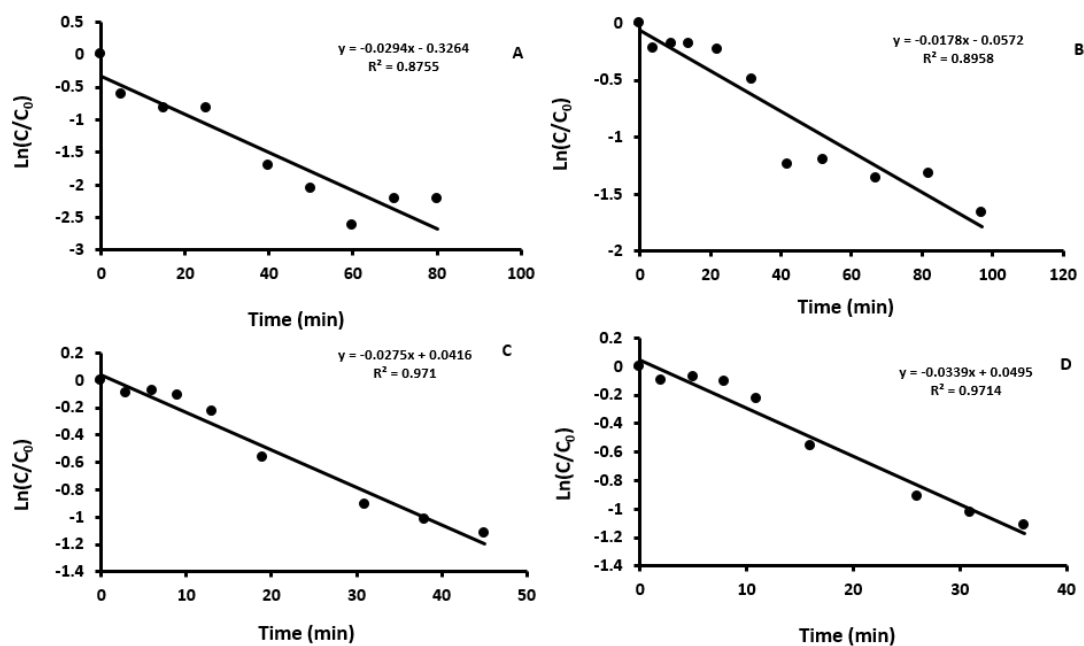 0.5
0
-0.5
-1
-1.5
-2
-2.5
-3
Ln(C/C₀)
y = -0.0294x - 0.3264
R² = 0.8755
A
0 20 40 60 80 100
Time (min)
0
-0.5
-1
-1.5
-2
Ln(C/C₀)
y = -0.0178x - 0.0572
R² = 0.8958
B
0 20 40 60 80 100 120
Time (min)
0.2
0
-0.2
-0.4
-0.6
-0.8
-1
-1.2
-1.4
Ln(C/C₀)
y = -0.0275x + 0.0416
R² = 0.971
C
0 10 20 30 40 50
Time (min)
0.2
0
-0.2
-0.4
-0.6
-0.8
-1
-1.2
-1.4
Ln(C/C₀)
y = -0.0339x + 0.0495
R² = 0.9714
D
0 10 20 30 40
Time (min)